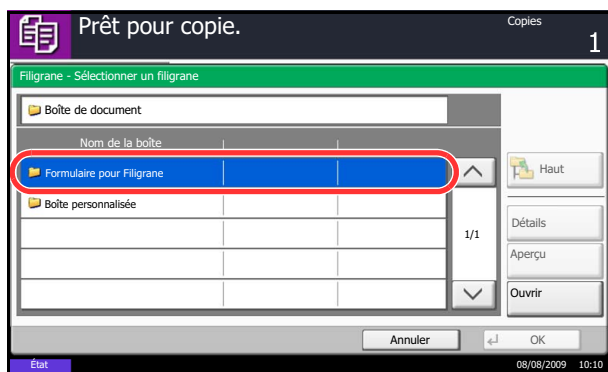 Prêt pour copie.
Copies
1
Filigrane - Sélectionner un filigrane
Boîte de document
Nom de la boîte
Formulaire pour Filigrane
Boîte personnalisée
1/1
Haut
Détails
Aperçu
Ouvrir
Annuler
OK
État
08/08/2009 10:10